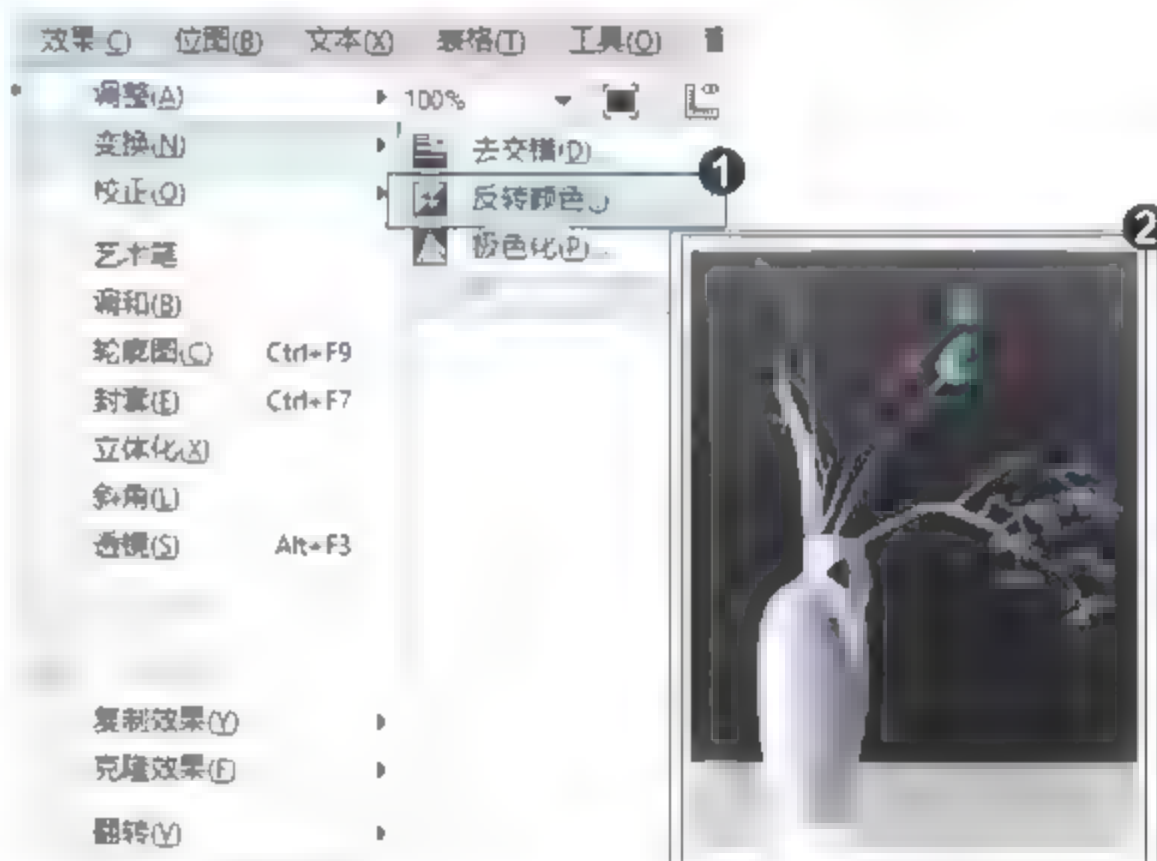 效果(C) 位图(B) 文本(X) 表格(T) 工具(O)
调整(A) 100%
变换(N) 去交错(D)
校正(O) 反转颜色(I)
极色化(P)...
艺术笔
调和(B)
轮廓图(C) Ctrl+F9
封套(E) Ctrl+F7
立体化(X)
斜角(L)
透镜(S) Alt+F3
复制效果(Y)
克隆效果(F)
翻转(V)
1
2